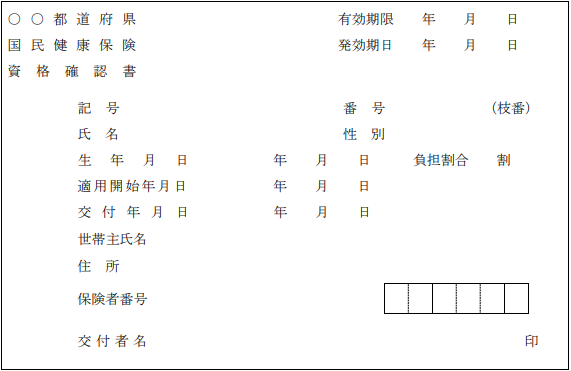 〇 〇 都 道 府 県　有効期限　年　月　日
国 民 健 康 保 険　発効期日　年　月　日
資 格 確 認 書
記 号　番 号　（枝番）
氏 名　性 別
生 年 月 日　年　月　日　負担割合　割
適用開始年月日　年　月　日
交 付 年 月 日　年　月　日
世帯主氏名
住 所
保険者番号
交 付 者 名　印